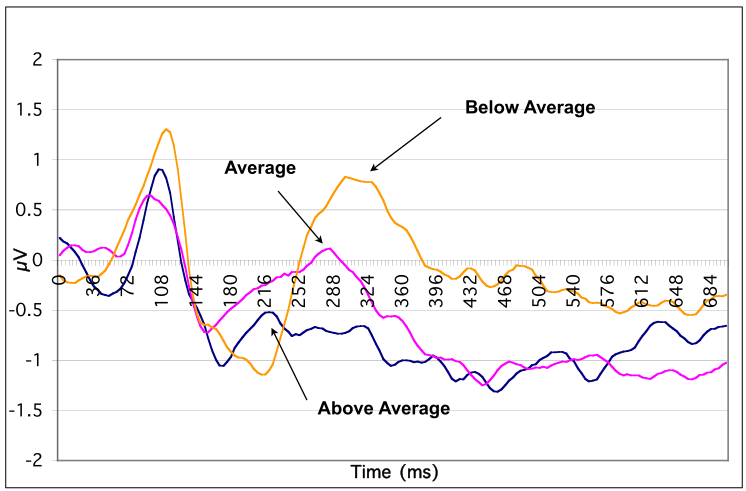 2
1.5
1
0.5
0
-0.5
-1
-1.5
-2
µV
Below Average
Average
Above Average
0 36 72 108 144 180 216 252 288 324 360 396 432 468 504 540 576 612 648 684
Time (ms)